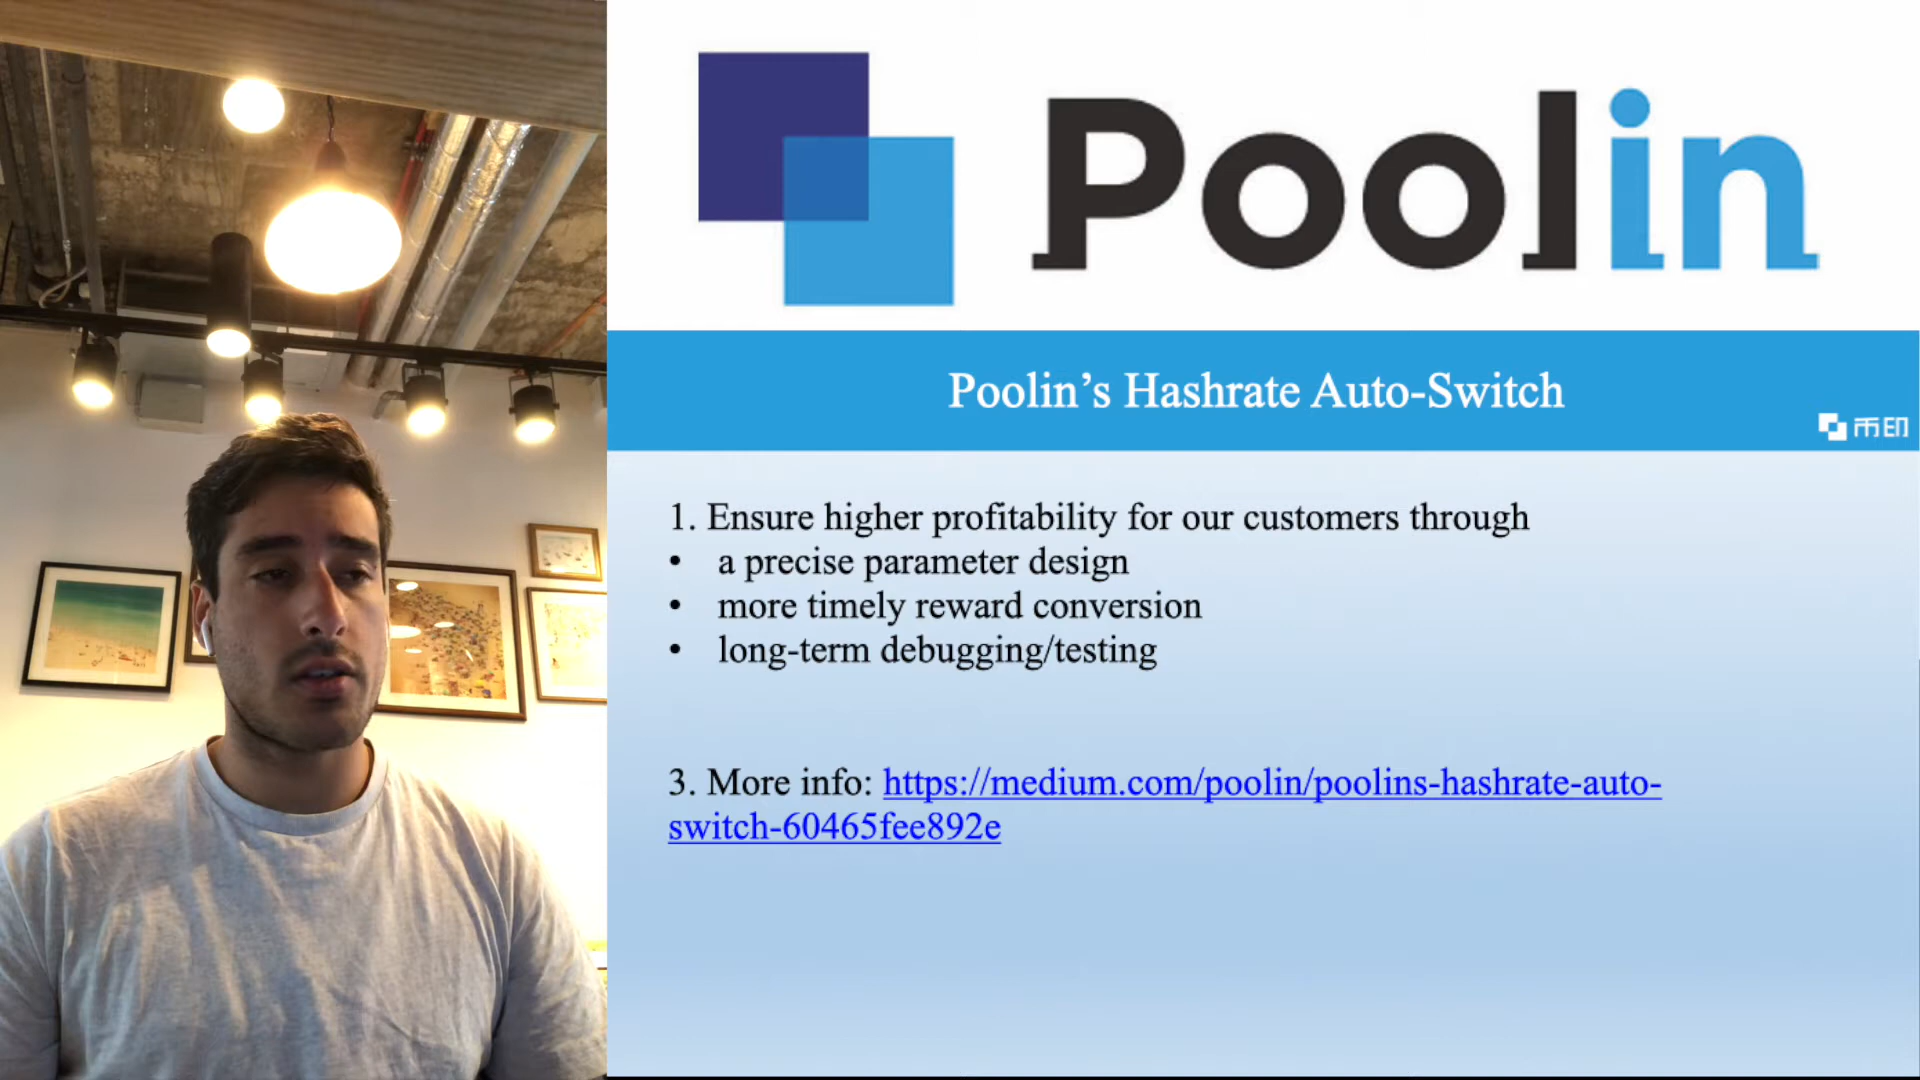 Poolin
Poolin’s Hashrate Auto-Switch
币印
1. Ensure higher profitability for our customers through
• a precise parameter design
• more timely reward conversion
• long-term debugging/testing
3. More info: https://medium.com/poolin/poolins-hashrate-auto-
switch-60465fee892e